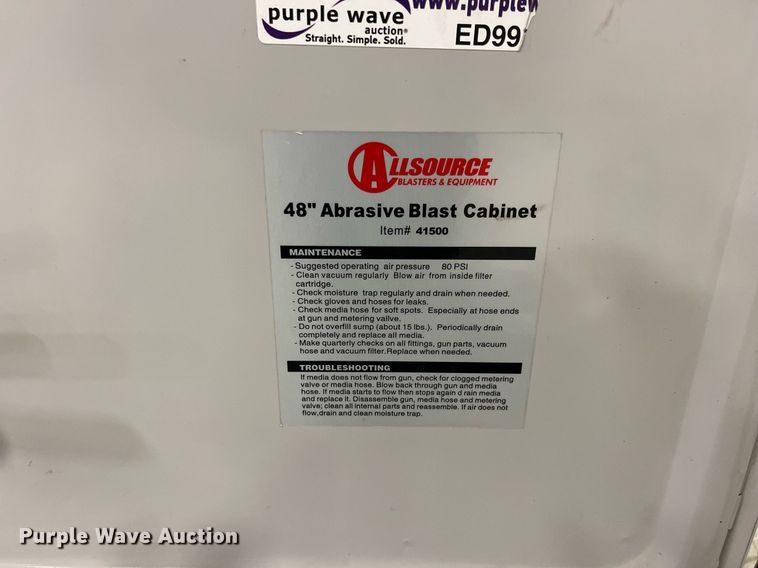 www.purplew
purple wave
auction®
Straight. Simple. Sold.
ED99
ALLSOURCE
BLASTERS & EQUIPMENT
48" Abrasive Blast Cabinet
Item# 41500
MAINTENANCE
- Suggested operating air pressure 80 PSI
- Clean vacuum regularly Blow air from inside filter
cartridge.
- Check moisture trap regularly and drain when needed.
- Check gloves and hoses for leaks.
- Check media hose for soft spots. Especially at hose ends
at gun and metering vallve.
- Do not overfill sump (about 15 lbs.). Periodically drain
completely and replace all media.
- Make quarterly checks on all fittings, gun parts, vacuum
hose and vacuum filter.Replace when needed.
TROUBLESHOOTING
If media does not flow from gun, check for clogged metering
valve or media hose. Blow back through gun and media
hose. If media starts to flow then stops again d rain media
and replace it. Disassemble gun, media hose and metering
valve; clean all internal parts and reassemble. If air does not
flow,drain and clean moisture trap.
Purple Wave Auction